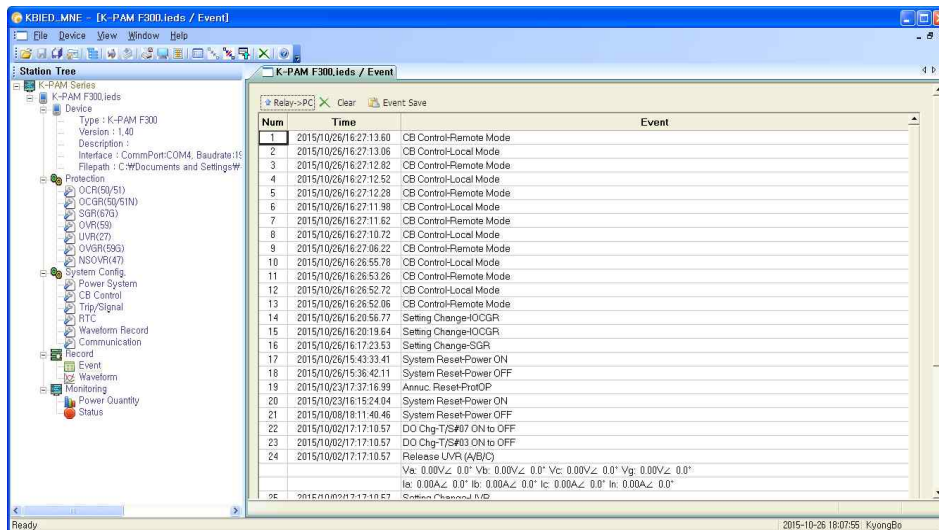 KBIED_MNE - [K-PAM F300.ieds / Event]
File Device View Window Help
Station Tree
K-PAM Series
K-PAM F300.ieds
Device
Type : K-PAM F300
Version : 1.40
Description :
Interface : CommPort:COM4, Baudrate:19
Filepath : C:₩Documents and Settings₩
Protection
OCR(50/51)
OCGR(50/51N)
SGR(67G)
OVR(59)
UVR(27)
OVGR(59G)
NSOVR(47)
System Config.
Power System
CB Control
Trip/Signal
RTC
Waveform Record
Communication
Record
Event
Waveform
Monitoring
Power Quantity
Status
K-PAM F300.ieds / Event
Relay->PC Clear Event Save
Num Time Event
1 2015/10/26/16:27:13.60 CB Control-Remote Mode
2 2015/10/26/16:27:13.06 CB Control-Local Mode
3 2015/10/26/16:27:12.82 CB Control-Remote Mode
4 2015/10/26/16:27:12.52 CB Control-Local Mode
5 2015/10/26/16:27:12.28 CB Control-Remote Mode
6 2015/10/26/16:27:11.98 CB Control-Local Mode
7 2015/10/26/16:27:11.62 CB Control-Remote Mode
8 2015/10/26/16:27:10.72 CB Control-Local Mode
9 2015/10/26/16:27:06.22 CB Control-Remote Mode
10 2015/10/26/16:26:55.78 CB Control-Local Mode
11 2015/10/26/16:26:53.26 CB Control-Remote Mode
12 2015/10/26/16:26:52.72 CB Control-Local Mode
13 2015/10/26/16:26:52.06 CB Control-Remote Mode
14 2015/10/26/16:20:56.77 Setting Change-IOCGR
15 2015/10/26/16:20:19.64 Setting Change-IOCGR
16 2015/10/26/16:17:23.53 Setting Change-SGR
17 2015/10/26/15:43:33.41 System Reset-Power ON
18 2015/10/26/15:36:42.11 System Reset-Power OFF
19 2015/10/23/17:37:16.99 Annuc. Reset-ProtOP
20 2015/10/23/16:15:24.04 System Reset-Power ON
21 2015/10/08/18:11:40.46 System Reset-Power OFF
22 2015/10/02/17:17:10.57 DO Chg-T/S#07 ON to OFF
23 2015/10/02/17:17:10.57 DO Chg-T/S#03 ON to OFF
24 2015/10/02/17:17:10.57 Release UVR (A/B/C)
Va: 0.00V∠ 0.0° Vb: 0.00V∠ 0.0° Vc: 0.00V∠ 0.0° Vg: 0.00V∠ 0.0°
Ia: 0.00A∠ 0.0° Ib: 0.00A∠ 0.0° Ic: 0.00A∠ 0.0° In: 0.00A∠ 0.0°
25 2015/10/02/17:17:10.57 Setting Change-UVR
Ready 2015-10-26 18:07:55 KyongBo